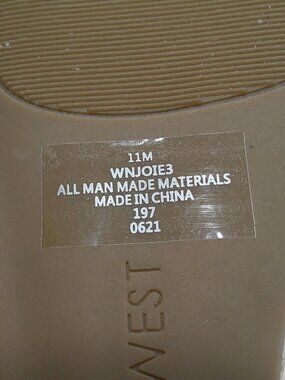 11M
WNJOIE3
ALL MAN MADE MATERIALS
MADE IN CHINA
197
0621
WEST